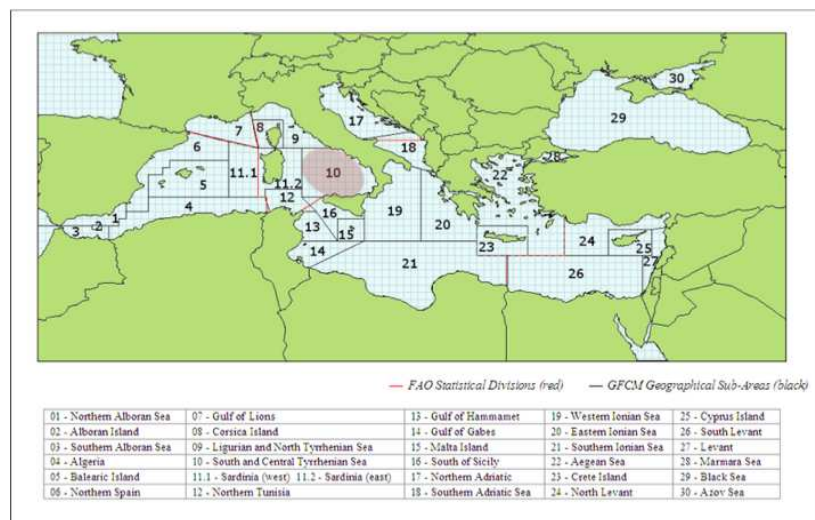 30
29
17
7
8
9
18
28
6
10
22
11.1
5
11.2
12
4
16
19
20
1
2
3
13
15
23
24
25
14
21
26
27
FAO Statistical Divisions (red)
GFCM Geographical Sub-Areas (black)
01 - Northern Alboran Sea
02 - Alboran Island
03 - Southern Alboran Sea
04 - Algeria
05 - Balearic Island
06 - Northern Spain
07 - Gulf of Lions
08 - Corsica Island
09 - Ligurian and North Tyrrhenian Sea
10 - South and Central Tyrrhenian Sea
11.1 - Sardinia (west) 11.2 - Sardinia (east)
12 - Northern Tunisia
13 - Gulf of Hammamet
14 - Gulf of Gabes
15 - Malta Island
16 - South of Sicily
17 - Northern Adriatic
18 - Southern Adriatic Sea
19 - Western Ionian Sea
20 - Eastern Ionian Sea
21 - Southern Ionian Sea
22 - Aegean Sea
23 - Crete Island
24 - North Levant
25 - Cyprus Island
26 - South Levant
27 - Levant
28 - Marmara Sea
29 - Black Sea
30 - Azov Sea